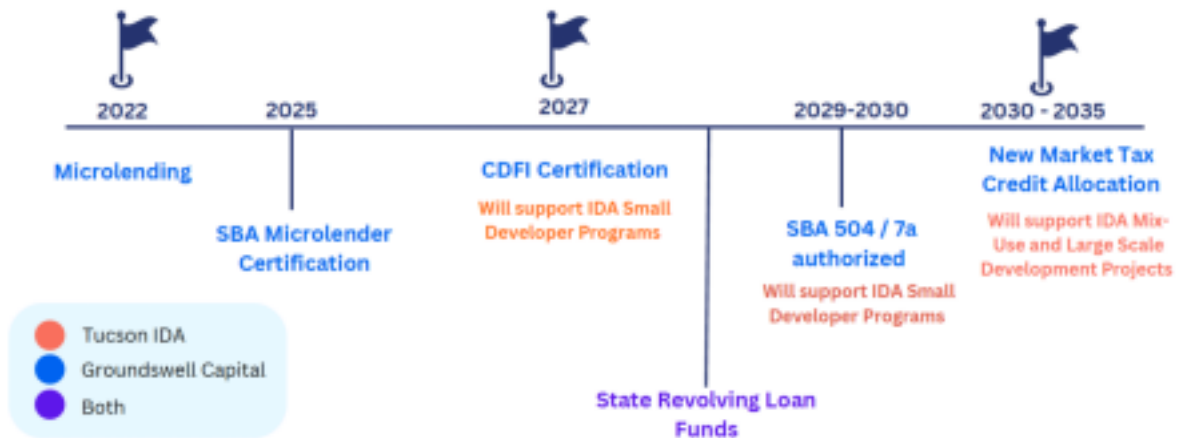 2022
2025
2027
2029-2030
2030 - 2035
Microlending
SBA Microlender
Certification
CDFI Certification
Will support IDA Small
Developer Programs
State Revolving Loan
Funds
SBA 504 / 7a
authorized
Will support IDA Small
Developer Programs
New Market Tax
Credit Allocation
Will support IDA Mix-
Use and Large Scale
Development Projects
Tucson IDA
Groundswell Capital
Both